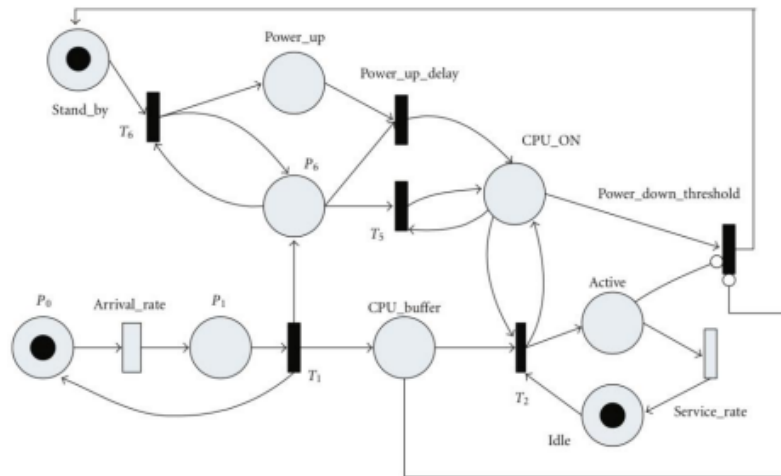 Power_up
Power_up_delay
Stand_by
T6
CPU_ON
P6
Power_down_threshold
T5
Active
P0
Arrival_rate
P1
CPU_buffer
T1
T2
Service_rate
Idle